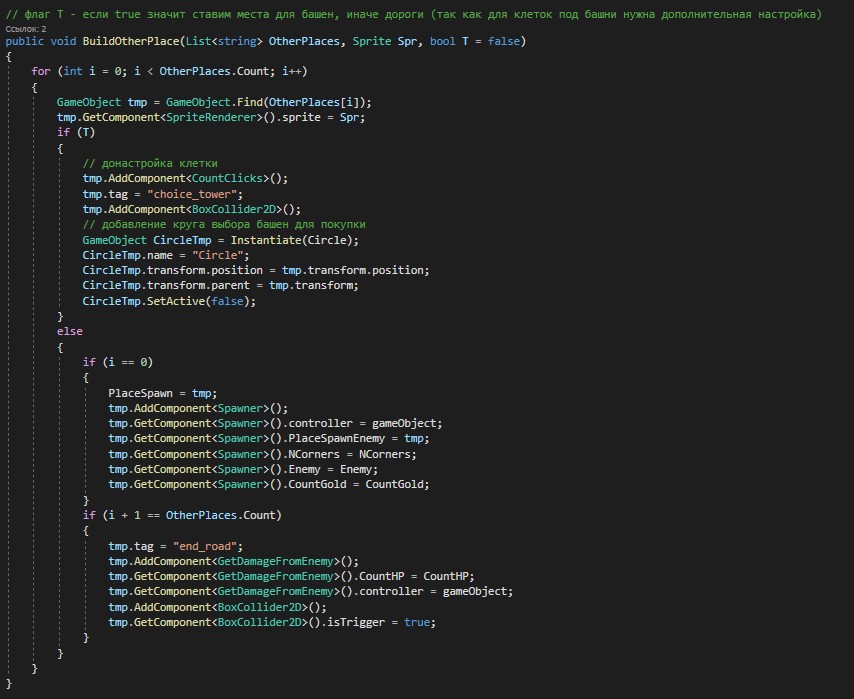 // флаг T - если true значит ставим места для башен, иначе дороги (так как для клеток под башни нужна дополнительная настройка)
Ссылок: 2
public void BuildOtherPlace(List<string> OtherPlaces, Sprite Spr, bool T = false)
{
for (int i = 0; i < OtherPlaces.Count; i++)
{
GameObject tmp = GameObject.Find(OtherPlaces[i]);
tmp.GetComponent<SpriteRenderer>().sprite = Spr;
if (T)
{
// донастройка клетки
tmp.AddComponent<CountClicks>();
tmp.tag = "choice_tower";
tmp.AddComponent<BoxCollider2D>();
// добавление круга выбора башен для покупки
GameObject CircleTmp = Instantiate(Circle);
CircleTmp.name = "Circle";
CircleTmp.transform.position = tmp.transform.position;
CircleTmp.transform.parent = tmp.transform;
CircleTmp.SetActive(false);
}
else
{
if (i == 0)
{
PlaceSpawn = tmp;
tmp.AddComponent<Spawner>();
tmp.GetComponent<Spawner>().controller = gameObject;
tmp.GetComponent<Spawner>().PlaceSpawnEnemy = tmp;
tmp.GetComponent<Spawner>().NCorners = NCorners;
tmp.GetComponent<Spawner>().Enemy = Enemy;
tmp.GetComponent<Spawner>().CountGold = CountGold;
}
if (i + 1 == OtherPlaces.Count)
{
tmp.tag = "end_road";
tmp.AddComponent<GetDamageFromEnemy>();
tmp.GetComponent<GetDamageFromEnemy>().CountHP = CountHP;
tmp.GetComponent<GetDamageFromEnemy>().controller = gameObject;
tmp.AddComponent<BoxCollider2D>();
tmp.GetComponent<BoxCollider2D>().isTrigger = true;
}
}
}
}